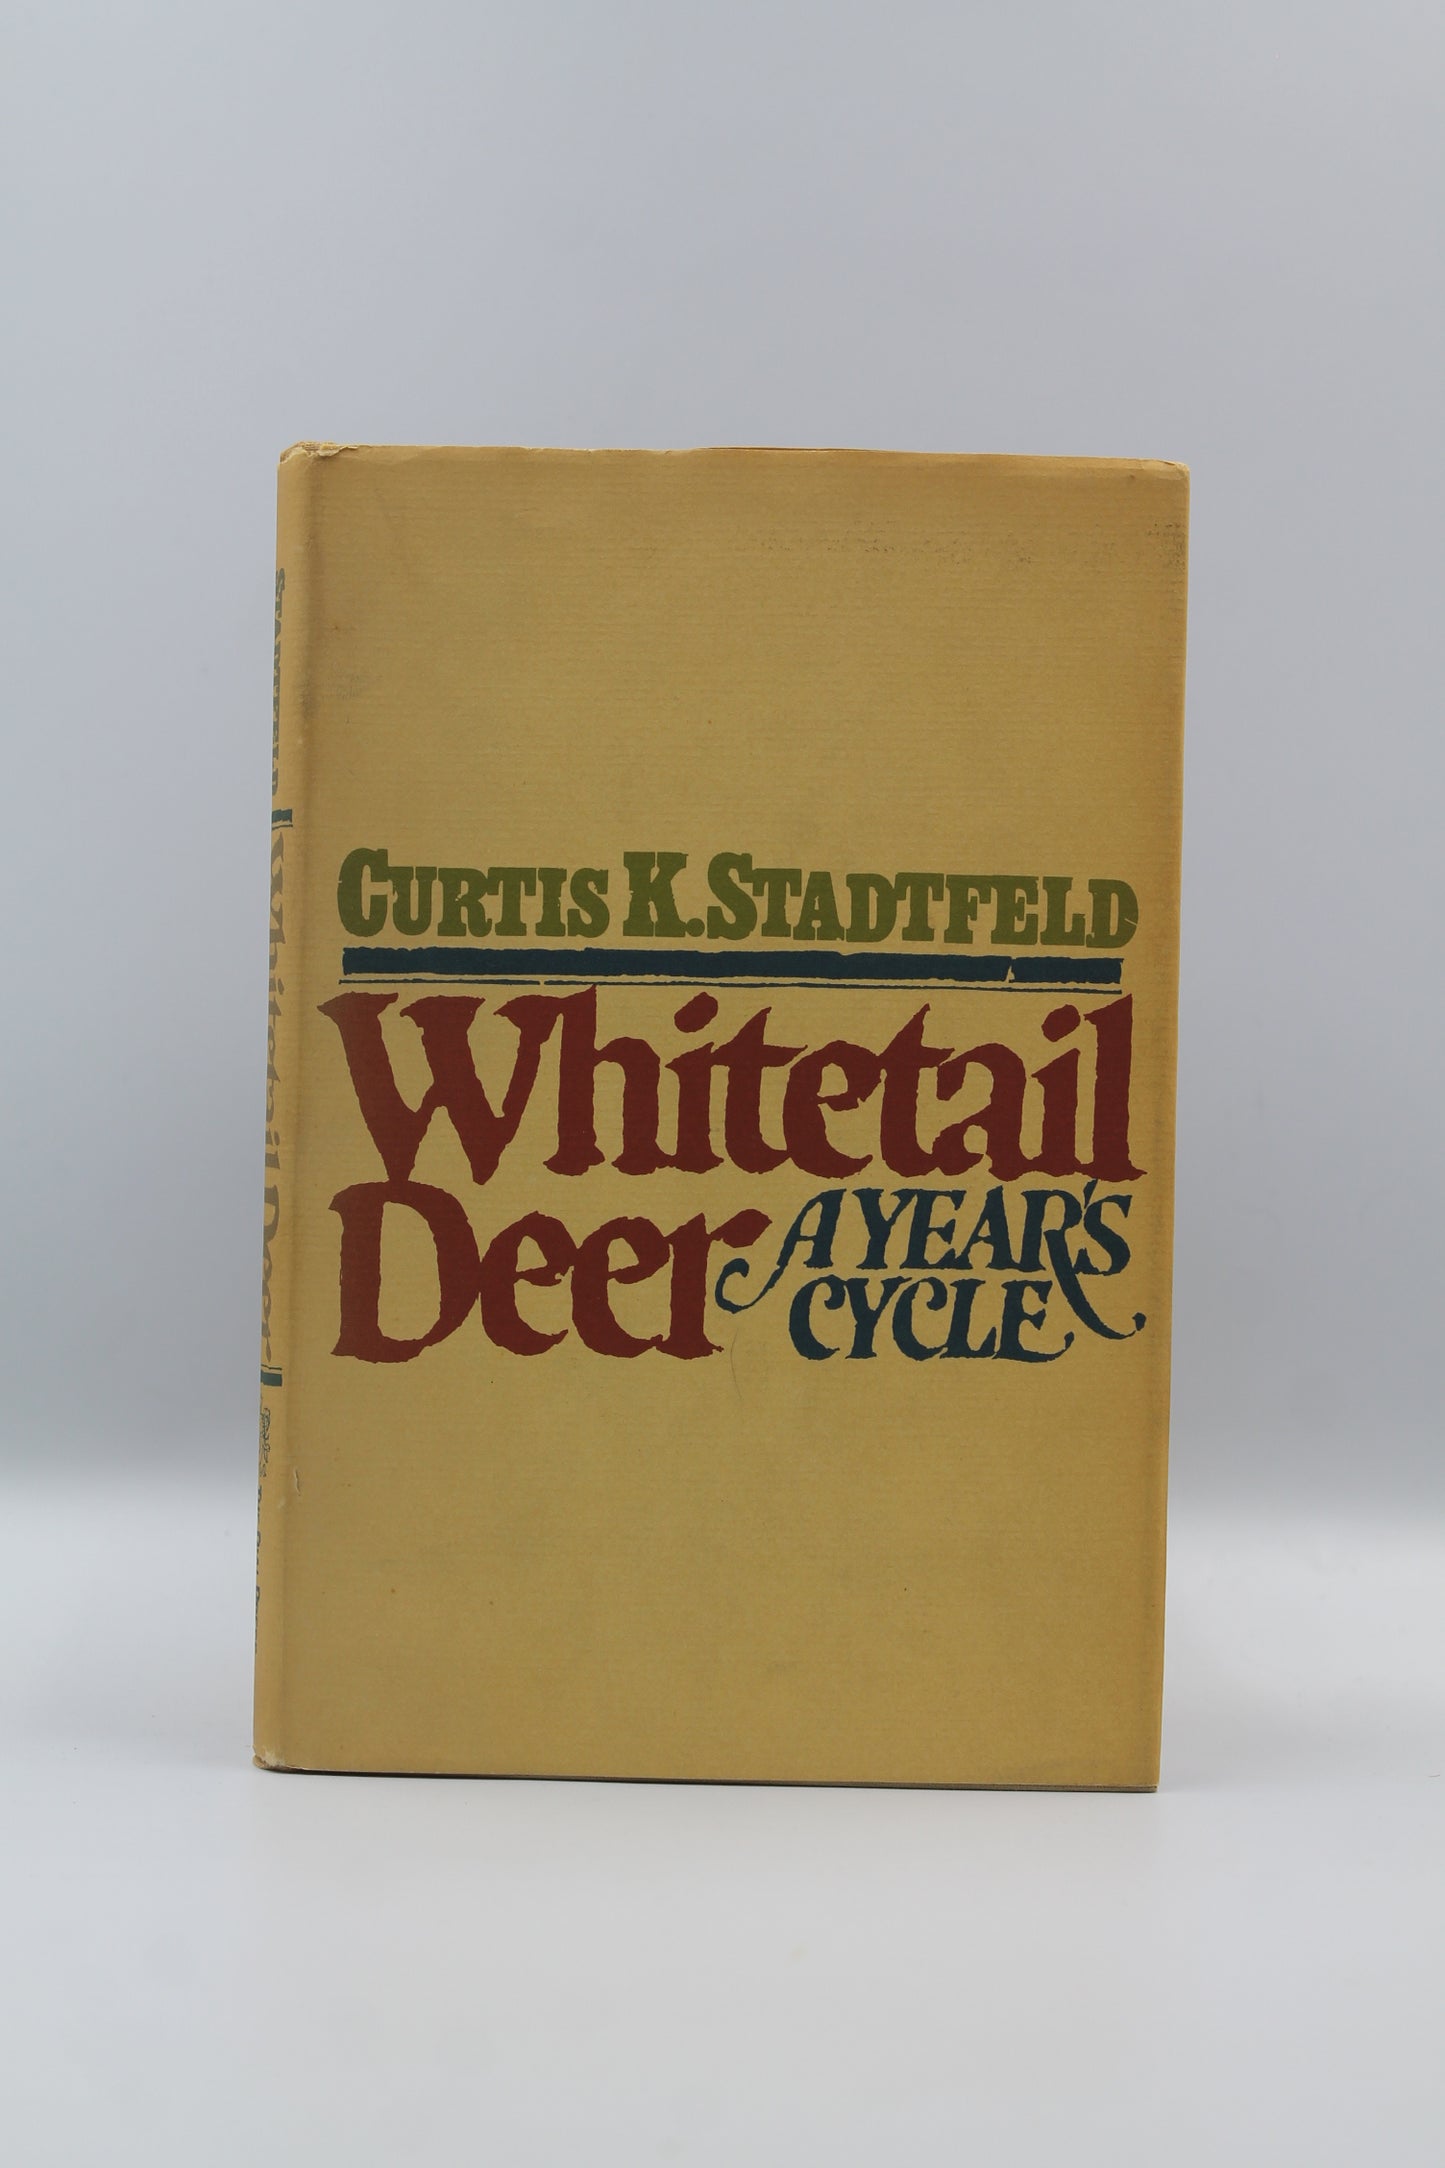 CURTIS K. STADTFELD
Whitetail
Deer
A YEAR'S
CYCLE
STADTFELD
Whitetail Deer